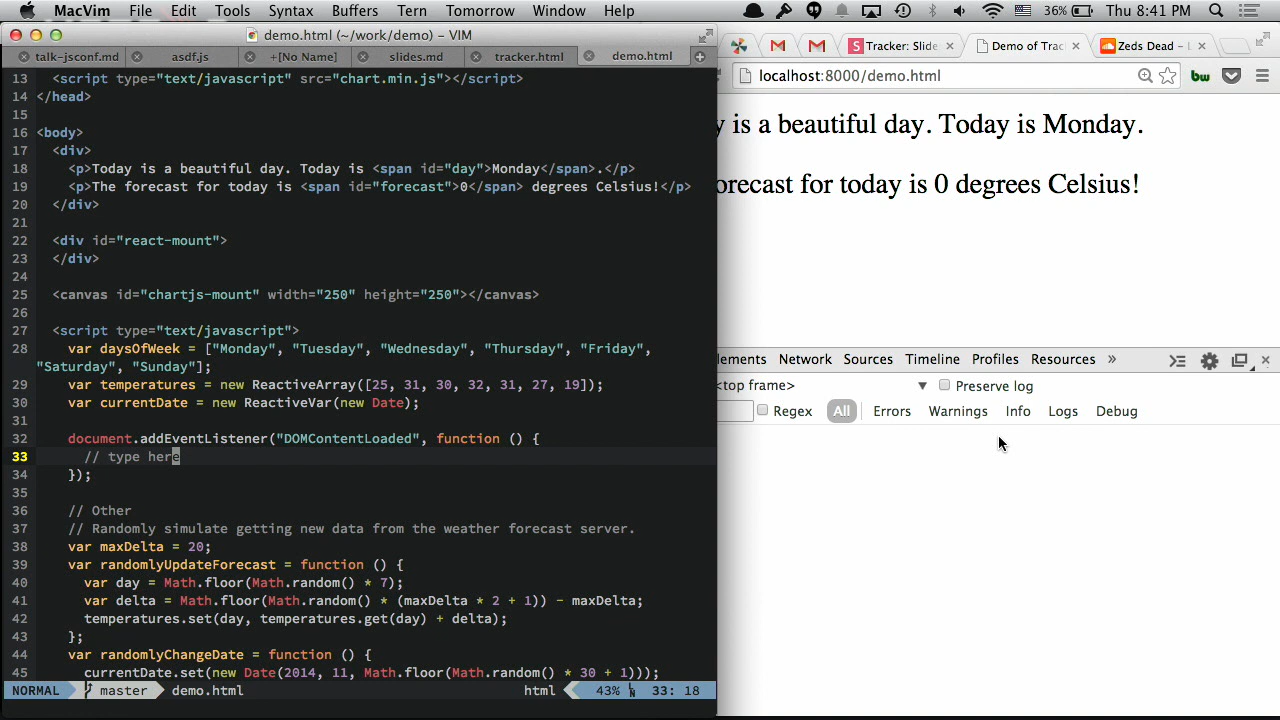 MacVim File Edit Tools Syntax Buffers Tern Tomorrow Window Help 36% Thu 8:41 PM
demo.html (~/work/demo) – VIM
talk-jsconf.md asdf.js +[No Name] slides.md tracker.html demo.html
13 <script type="text/javascript" src="chart.min.js"></script>
14 </head>
15
16 <body>
17 <div>
18 <p>Today is a beautiful day. Today is <span id="day">Monday</span>.</p>
19 <p>The forecast for today is <span id="forecast">0</span> degrees Celsius!</p>
20 </div>
21
22 <div id="react-mount">
23 </div>
24
25 <canvas id="chartjs-mount" width="250" height="250"></canvas>
26
27 <script type="text/javascript">
28 var daysOfWeek = ["Monday", "Tuesday", "Wednesday", "Thursday", "Friday",
"Saturday", "Sunday"];
29 var temperatures = new ReactiveArray([25, 31, 30, 32, 31, 27, 19]);
30 var currentDate = new ReactiveVar(new Date);
31
32 document.addEventListener("DOMContentLoaded", function () {
33 // type here
34 });
35
36 // Other
37 // Randomly simulate getting new data from the weather forecast server.
38 var maxDelta = 20;
39 var randomlyUpdateForecast = function () {
40 var day = Math.floor(Math.random() * 7);
41 var delta = Math.floor(Math.random() * (maxDelta * 2 + 1)) - maxDelta;
42 temperatures.set(day, temperatures.get(day) + delta);
43 };
44 var randomlyChangeDate = function () {
45 currentDate.set(new Date(2014, 11, Math.floor(Math.random() * 30 + 1)));
NORMAL master demo.html html 43% 33: 18
Tracker: Slide Demo of Trac Zeds Dead – L
localhost:8000/demo.html bw
y is a beautiful day. Today is Monday.
orecast for today is 0 degrees Celsius!
lements Network Sources Timeline Profiles Resources »
<top frame> Preserve log
Regex All Errors Warnings Info Logs Debug